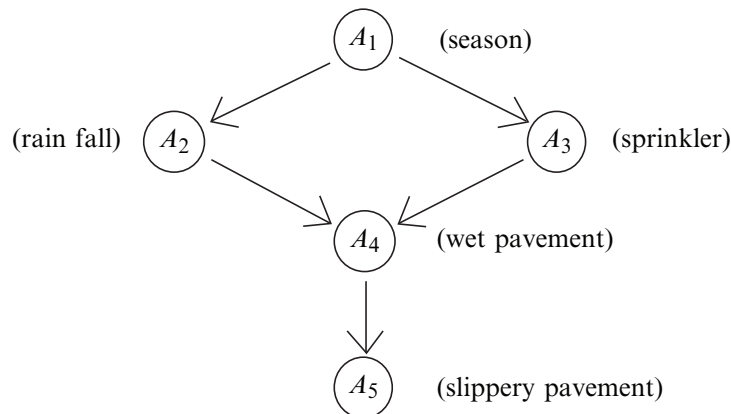 A1 (season)
(rain fall) A2 A3 (sprinkler)
A4 (wet pavement)
A5 (slippery pavement)